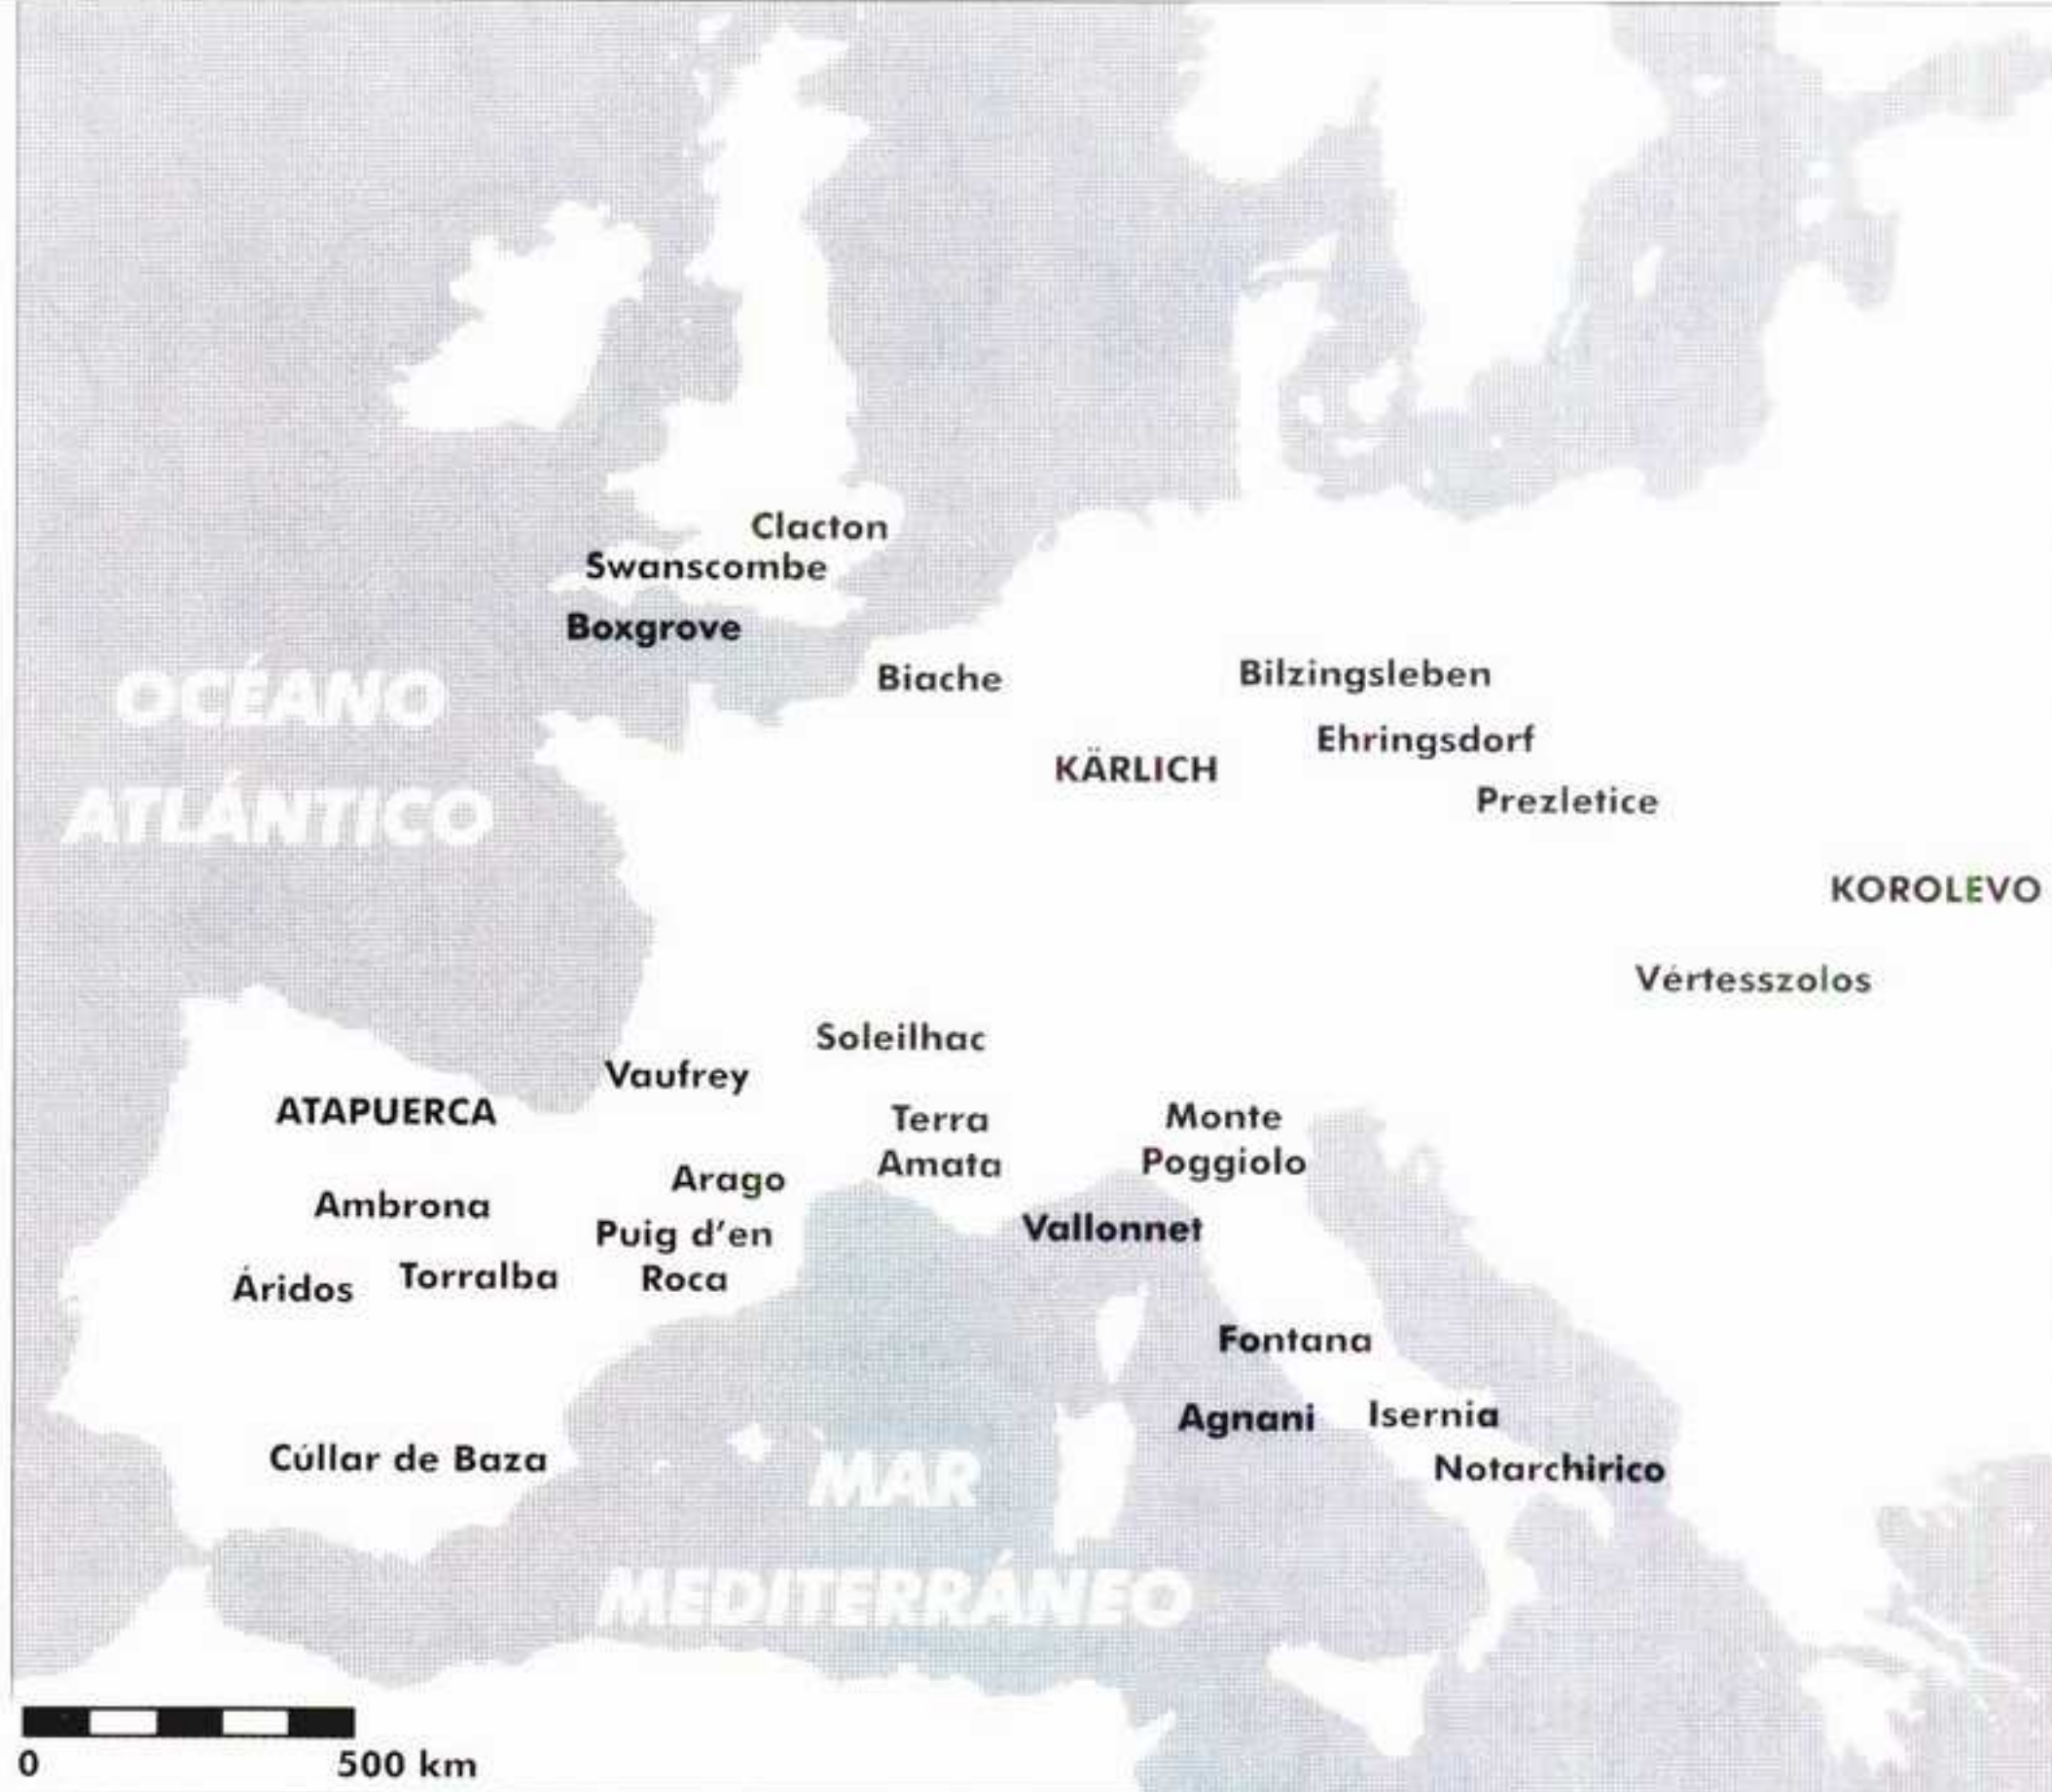 Clacton
Swanscombe
Boxgrove
OCÉANO
ATLÁNTICO
Biache
Bilzingsleben
Ehringsdorf
KÄRLICH
Prezletice
KOROLEVO
Vértesszolos
Soleilhac
Vaufrey
ATAPUERCA
Terra
Amata
Monte
Poggiolo
Arago
Ambrona
Puig d'en
Roca
Vallonnet
Áridos
Torralba
Fontana
Agnani
Isernia
Cúllar de Baza
Notarchirico
MAR
MEDITERRÁNEO
0
500 km